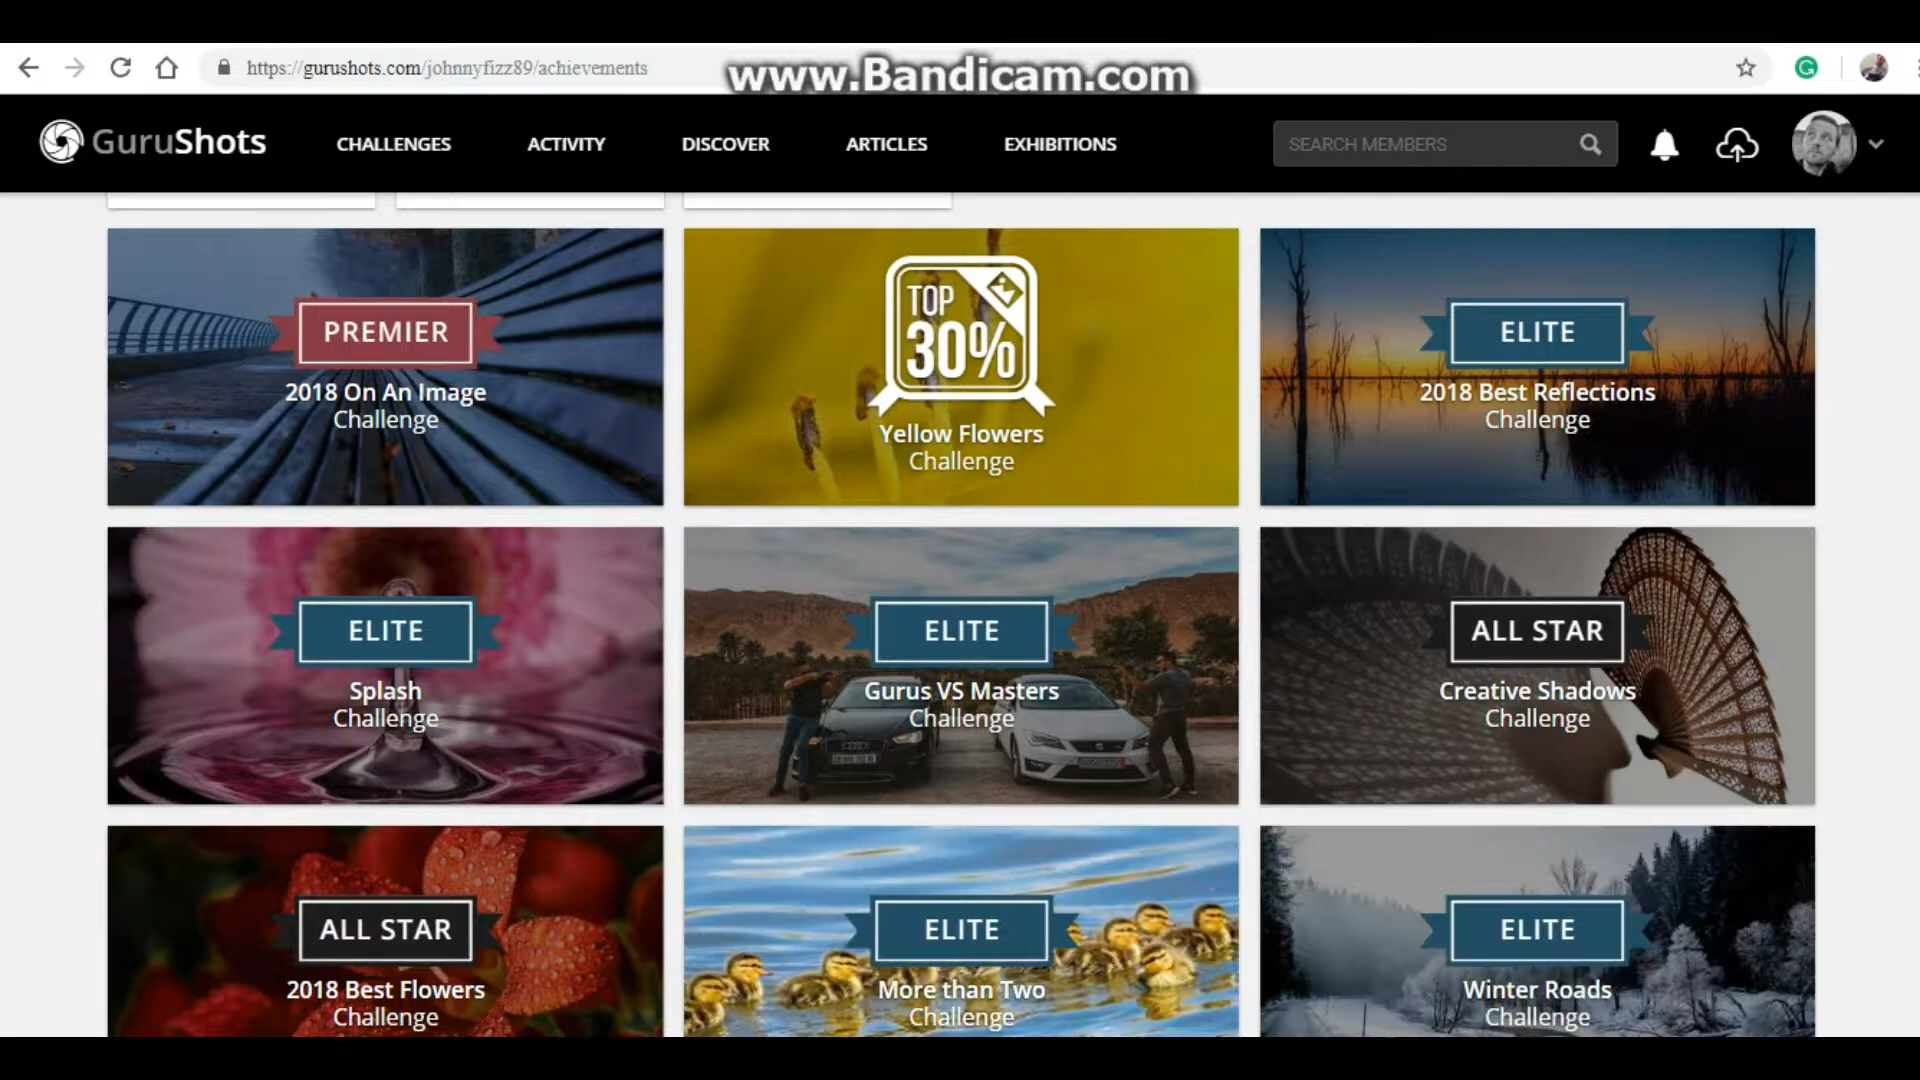 https://gurushots.com/johnnyfizz89/achievements
www.Bandicam.com
GuruShots
CHALLENGES
ACTIVITY
DISCOVER
ARTICLES
EXHIBITIONS
SEARCH MEMBERS
PREMIER
2018 On An Image
Challenge
TOP
30%
Yellow Flowers
Challenge
ELITE
2018 Best Reflections
Challenge
ELITE
Splash
Challenge
ELITE
Gurus VS Masters
Challenge
ALL STAR
Creative Shadows
Challenge
ALL STAR
2018 Best Flowers
Challenge
ELITE
More than Two
Challenge
ELITE
Winter Roads
Challenge